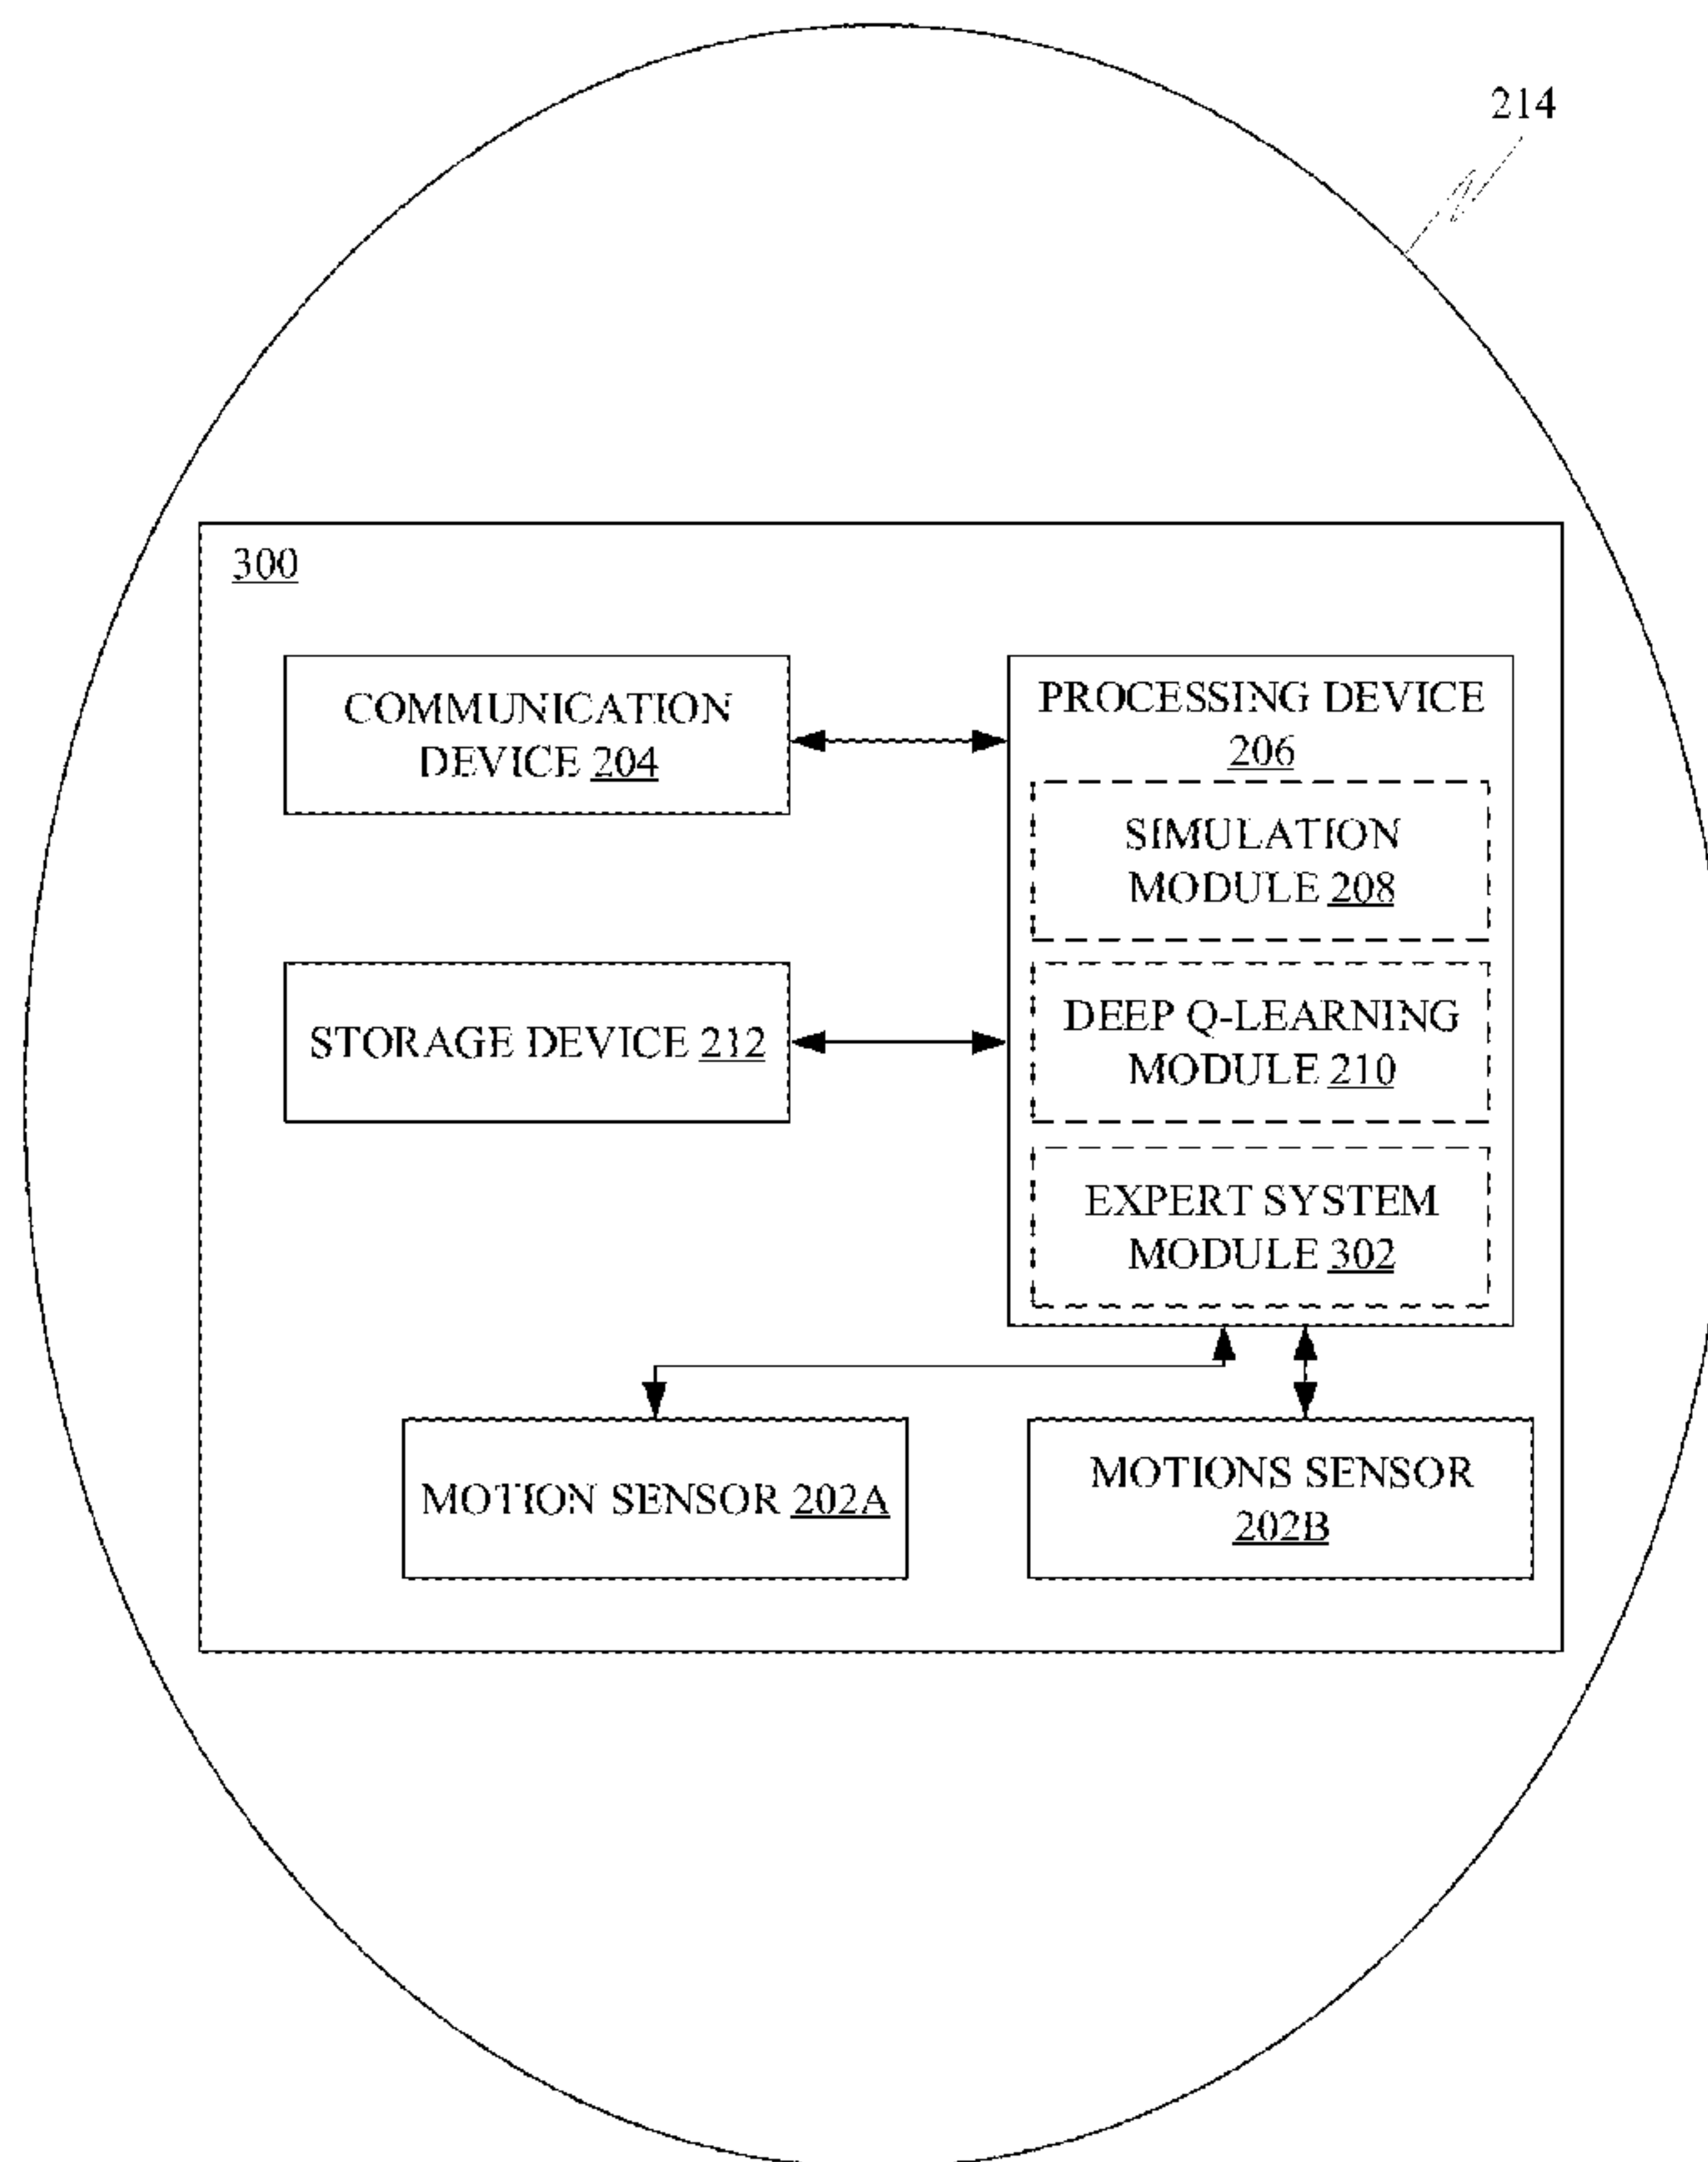 214
300
COMMUNICATION
DEVICE 204
PROCESSING DEVICE
206
SIMULATION
MODULE 208
DEEP Q-LEARNING
MODULE 210
STORAGE DEVICE 212
EXPERT SYSTEM
MODULE 302
MOTION SENSOR 202A
MOTIONS SENSOR
202B